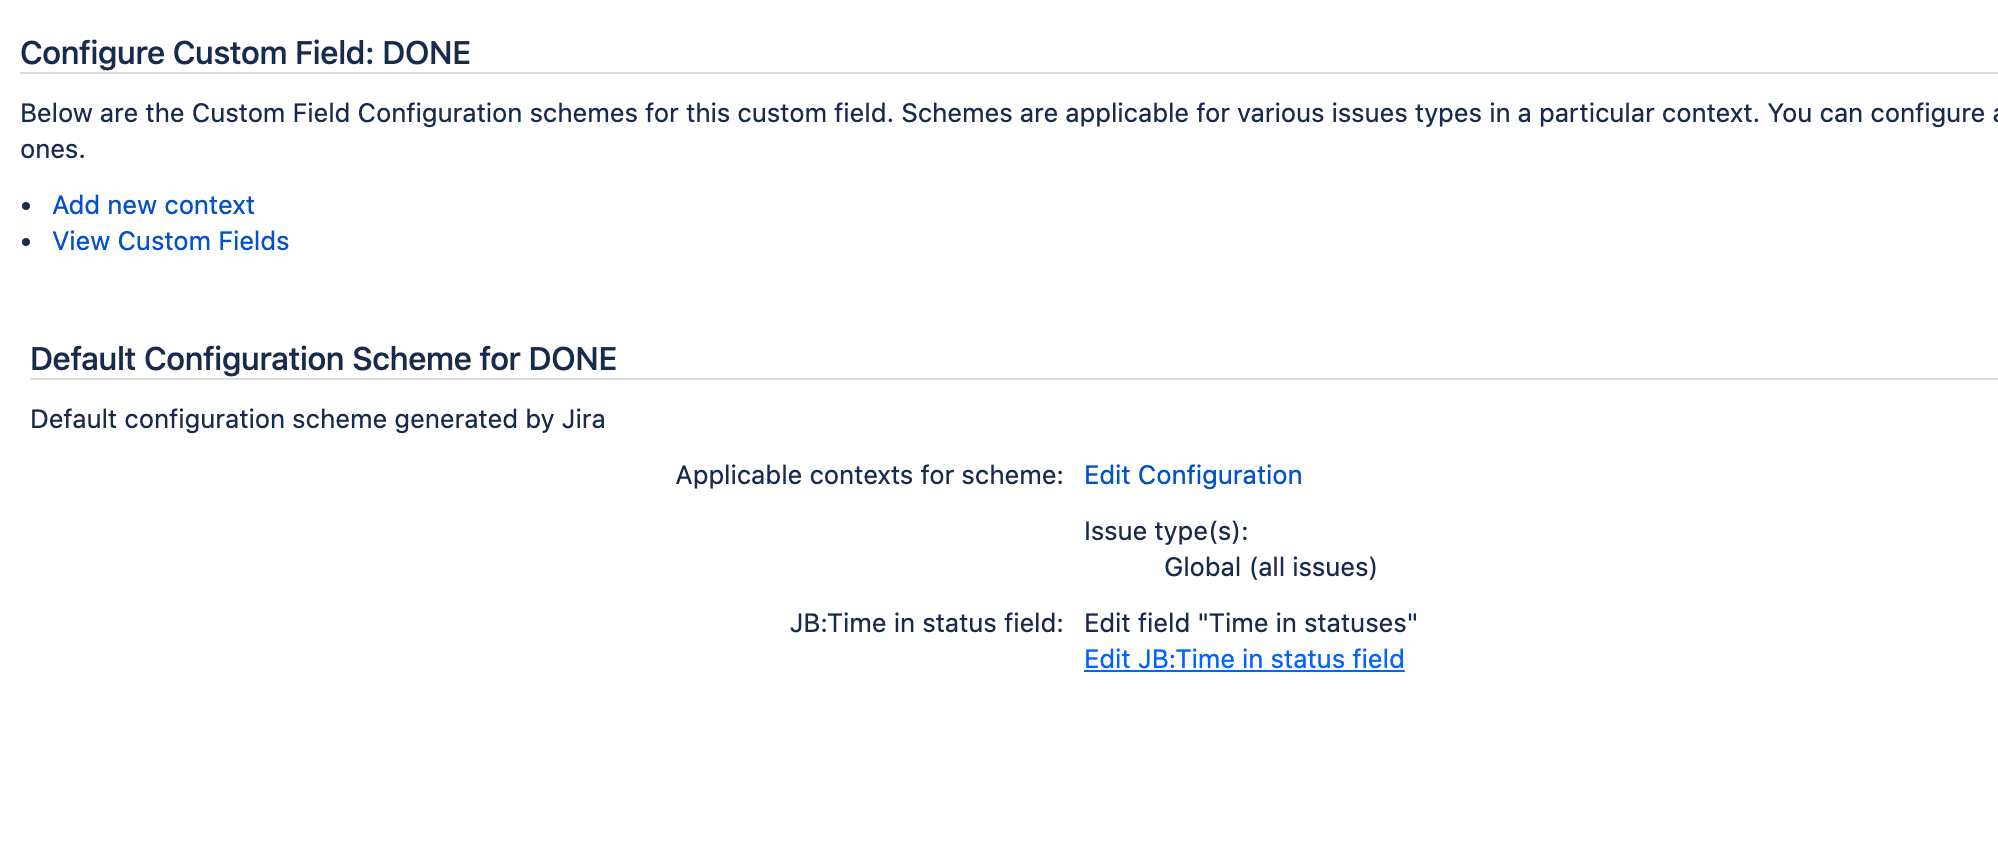 Configure Custom Field: DONE
Below are the Custom Field Configuration schemes for this custom field. Schemes are applicable for various issues types in a particular context. You can configure
ones.
Add new context
View Custom Fields
Default Configuration Scheme for DONE
Default configuration scheme generated by Jira
Applicable contexts for scheme: Edit Configuration
Issue type(s):
Global (all issues)
JB:Time in status field: Edit field "Time in statuses"
Edit JB:Time in status field